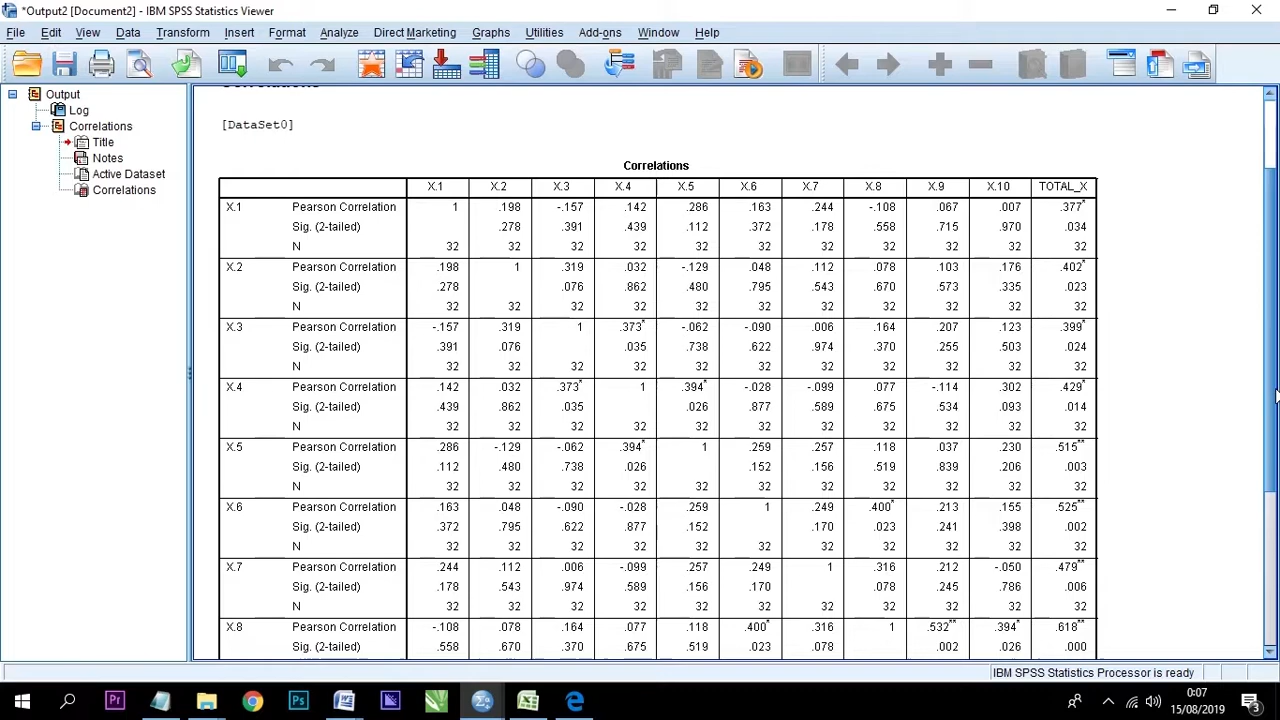 *Output2 [Document2] - IBM SPSS Statistics Viewer
File Edit View Data Transform Insert Format Analyze Direct Marketing Graphs Utilities Add-ons Window Help
Output
Log
Correlations
Title
Notes
Active Dataset
Correlations
Correlations
[DataSet0]
Correlations
X.1 X.2 X.3 X.4 X.5 X.6 X.7 X.8 X.9 X.10 TOTAL_X
X.1 Pearson Correlation 1 .198 -.157 .142 .286 .163 .244 -.108 .067 .007 .377*
Sig. (2-tailed) .278 .391 .439 .112 .372 .178 .558 .715 .970 .034
N 32 32 32 32 32 32 32 32 32 32 32
X.2 Pearson Correlation .198 1 .319 .032 -.129 .048 .112 .078 .103 .176 .402*
Sig. (2-tailed) .278 .076 .862 .480 .795 .543 .670 .573 .335 .023
N 32 32 32 32 32 32 32 32 32 32 32
X.3 Pearson Correlation -.157 .319 1 .373* -.062 -.090 .006 .164 .207 .123 .399*
Sig. (2-tailed) .391 .076 .035 .738 .622 .974 .370 .255 .503 .024
N 32 32 32 32 32 32 32 32 32 32 32
X.4 Pearson Correlation .142 .032 .373* 1 .394* -.028 -.099 .077 -.114 .302 .429*
Sig. (2-tailed) .439 .862 .035 .026 .877 .589 .675 .534 .093 .014
N 32 32 32 32 32 32 32 32 32 32 32
X.5 Pearson Correlation .286 -.129 -.062 .394* 1 .259 .257 .118 .037 .230 .515**
Sig. (2-tailed) .112 .480 .738 .026 .152 .156 .519 .839 .206 .003
N 32 32 32 32 32 32 32 32 32 32 32
X.6 Pearson Correlation .163 .048 -.090 -.028 .259 1 .249 .400* .213 .155 .525**
Sig. (2-tailed) .372 .795 .622 .877 .152 .170 .023 .241 .398 .002
N 32 32 32 32 32 32 32 32 32 32 32
X.7 Pearson Correlation .244 .112 .006 -.099 .257 .249 1 .316 .212 -.050 .479**
Sig. (2-tailed) .178 .543 .974 .589 .156 .170 .078 .245 .786 .006
N 32 32 32 32 32 32 32 32 32 32 32
X.8 Pearson Correlation -.108 .078 .164 .077 .118 .400* .316 1 .532** .394* .618**
Sig. (2-tailed) .558 .670 .370 .675 .519 .023 .078 .002 .026 .000
IBM SPSS Statistics Processor is ready
Pr Ps
0:07
15/08/2019
3